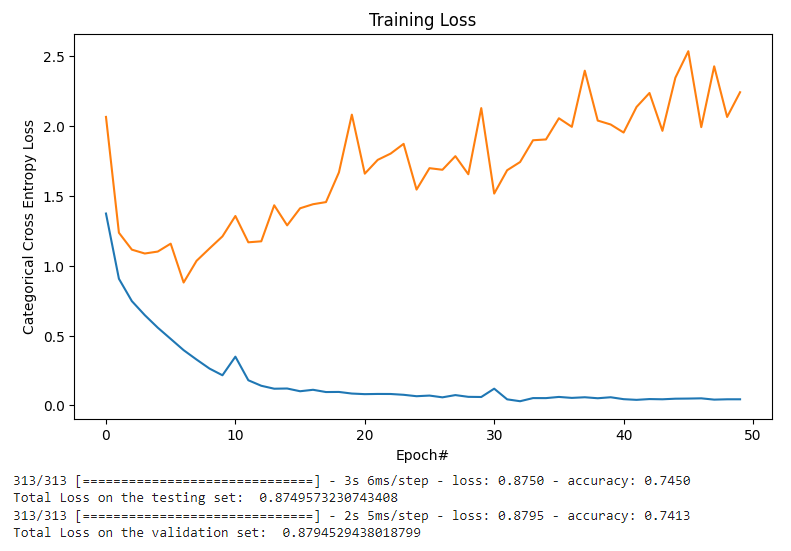 Training Loss
Categorical Cross Entropy Loss
2.5
2.0
1.5
1.0
0.5
0.0
0 10 20 30 40 50
Epoch#
313/313 [==============================] - 3s 6ms/step - loss: 0.8750 - accuracy: 0.7450
Total Loss on the testing set:  0.8749573230743408
313/313 [==============================] - 2s 5ms/step - loss: 0.8795 - accuracy: 0.7413
Total Loss on the validation set:  0.8794529438018799